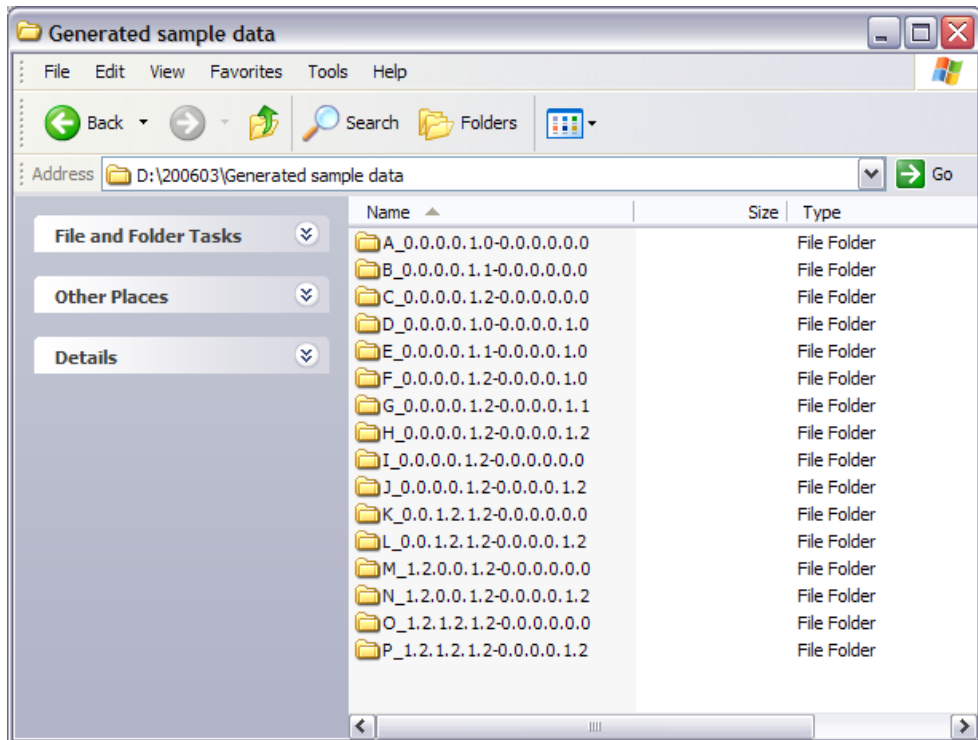 Generated sample data
File Edit View Favorites Tools Help
Back Search Folders
Address D:\200603\Generated sample data Go
File and Folder Tasks
Other Places
Details
Name Size Type
A_0.0.0.0.1.0-0.0.0.0.0.0 File Folder
B_0.0.0.0.1.1-0.0.0.0.0.0 File Folder
C_0.0.0.0.1.2-0.0.0.0.0.0 File Folder
D_0.0.0.0.1.0-0.0.0.0.1.0 File Folder
E_0.0.0.0.1.1-0.0.0.0.1.0 File Folder
F_0.0.0.0.1.2-0.0.0.0.1.0 File Folder
G_0.0.0.0.1.2-0.0.0.0.1.1 File Folder
H_0.0.0.0.1.2-0.0.0.0.1.2 File Folder
I_0.0.0.0.1.2-0.0.0.0.0.0 File Folder
J_0.0.0.0.1.2-0.0.0.0.1.2 File Folder
K_0.0.1.2.1.2-0.0.0.0.0.0 File Folder
L_0.0.1.2.1.2-0.0.0.0.1.2 File Folder
M_1.2.0.0.1.2-0.0.0.0.0.0 File Folder
N_1.2.0.0.1.2-0.0.0.0.1.2 File Folder
O_1.2.1.2.1.2-0.0.0.0.0.0 File Folder
P_1.2.1.2.1.2-0.0.0.0.1.2 File Folder